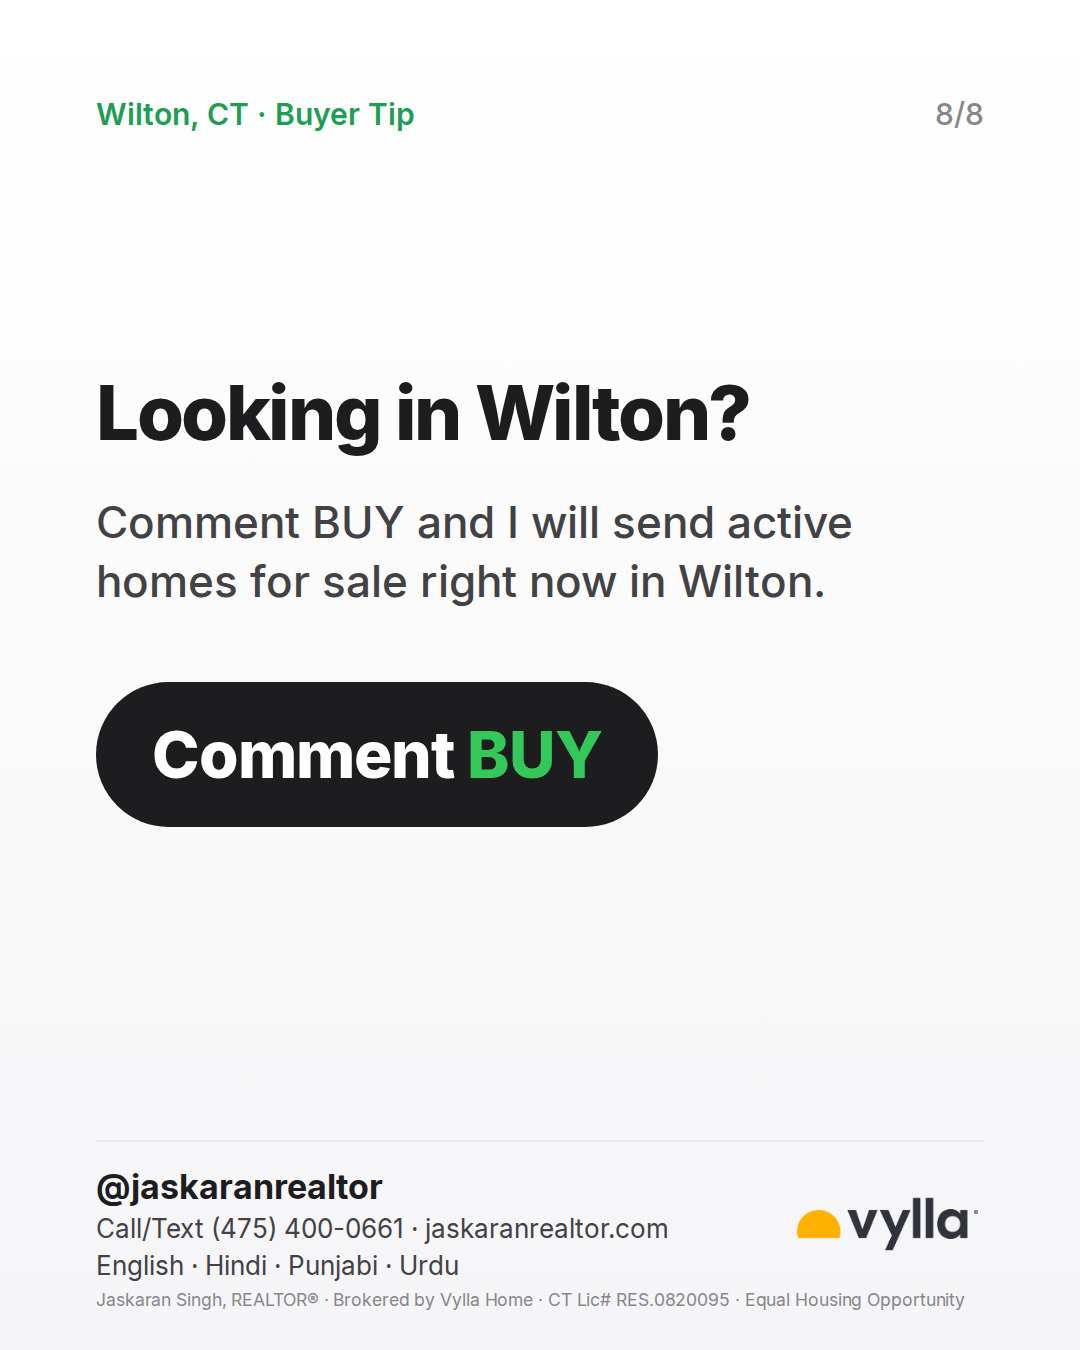 Wilton, CT · Buyer Tip
8/8
Looking in Wilton?
Comment BUY and I will send active
homes for sale right now in Wilton.
Comment BUY
@jaskaranrealtor
Call/Text (475) 400-0661 · jaskaranrealtor.com
English · Hindi · Punjabi · Urdu
Jaskaran Singh, REALTOR® · Brokered by Vylla Home · CT Lic# RES.0820095 · Equal Housing Opportunity
vylla